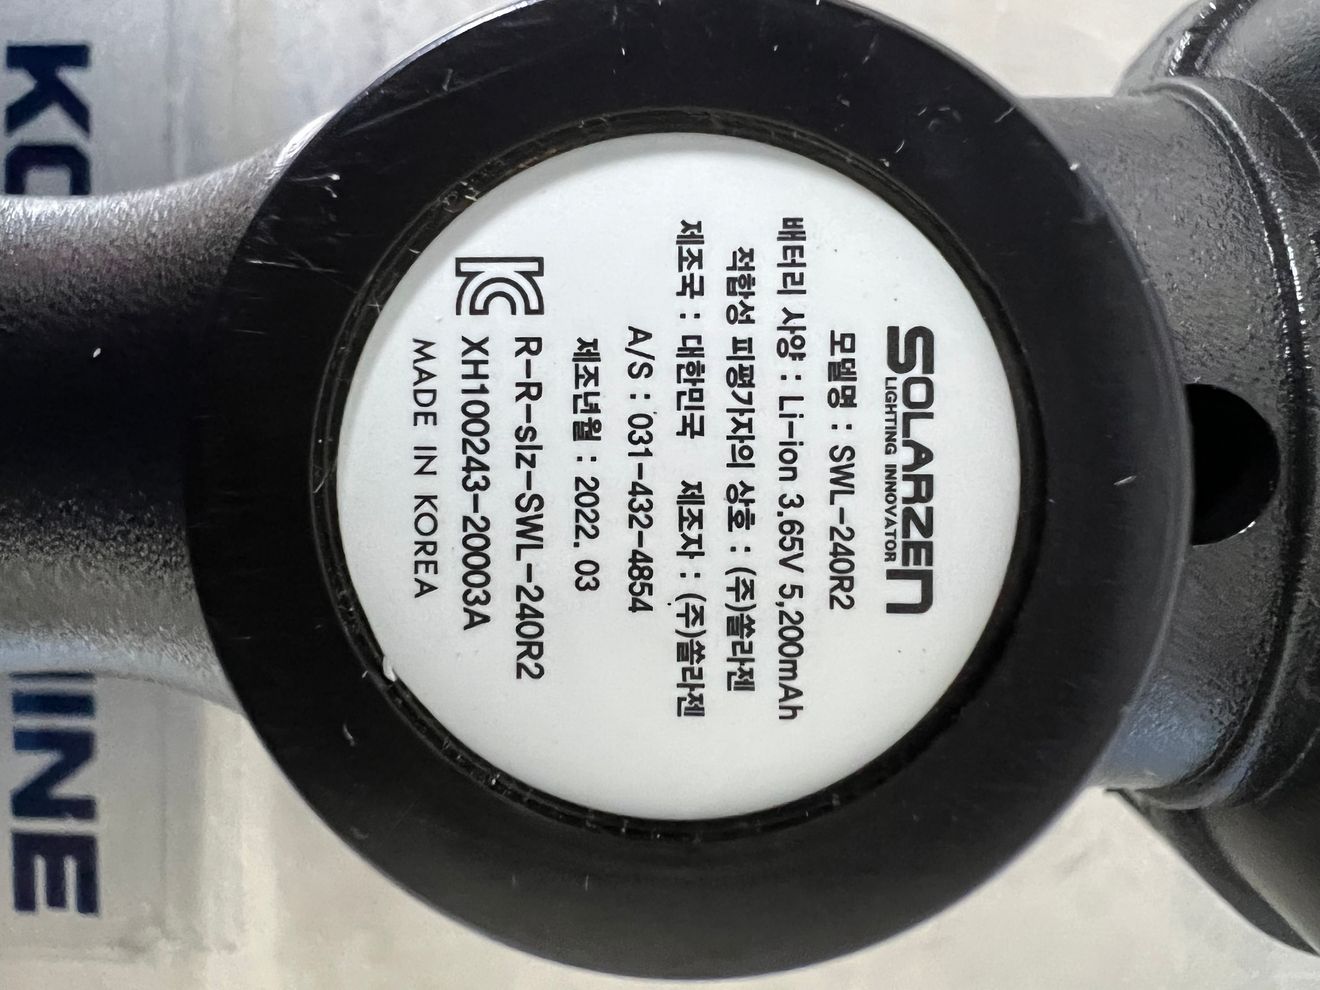 SOLARZEN
LIGHTING INNOVATOR
모델명 : SWL-240R2
배터리 사양 : Li-ion 3.65V 5,200mAh
적합성 피평가자의 상호 : (주)쏠라젠
제조국 : 대한민국 제조자 : (주)쏠라젠
A/S : 031-432-4854
제조년월 : 2022. 03
R-R-slz-SWL-240R2
XH100243-20003A
MADE IN KOREA